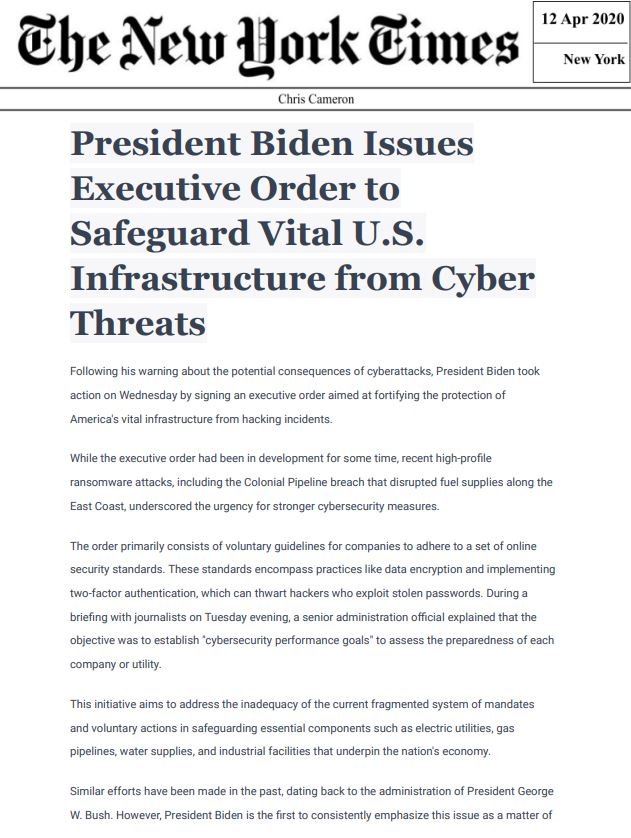 The New York Times
12 Apr 2020
New York
Chris Cameron
President Biden Issues
Executive Order to
Safeguard Vital U.S.
Infrastructure from Cyber
Threats
Following his warning about the potential consequences of cyberattacks, President Biden took
action on Wednesday by signing an executive order aimed at fortifying the protection of
America's vital infrastructure from hacking incidents.
While the executive order had been in development for some time, recent high-profile
ransomware attacks, including the Colonial Pipeline breach that disrupted fuel supplies along the
East Coast, underscored the urgency for stronger cybersecurity measures.
The order primarily consists of voluntary guidelines for companies to adhere to a set of online
security standards. These standards encompass practices like data encryption and implementing
two-factor authentication, which can thwart hackers who exploit stolen passwords. During a
briefing with journalists on Tuesday evening, a senior administration official explained that the
objective was to establish "cybersecurity performance goals" to assess the preparedness of each
company or utility.
This initiative aims to address the inadequacy of the current fragmented system of mandates
and voluntary actions in safeguarding essential components such as electric utilities, gas
pipelines, water supplies, and industrial facilities that underpin the nation's economy.
Similar efforts have been made in the past, dating back to the administration of President George
W. Bush. However, President Biden is the first to consistently emphasize this issue as a matter of